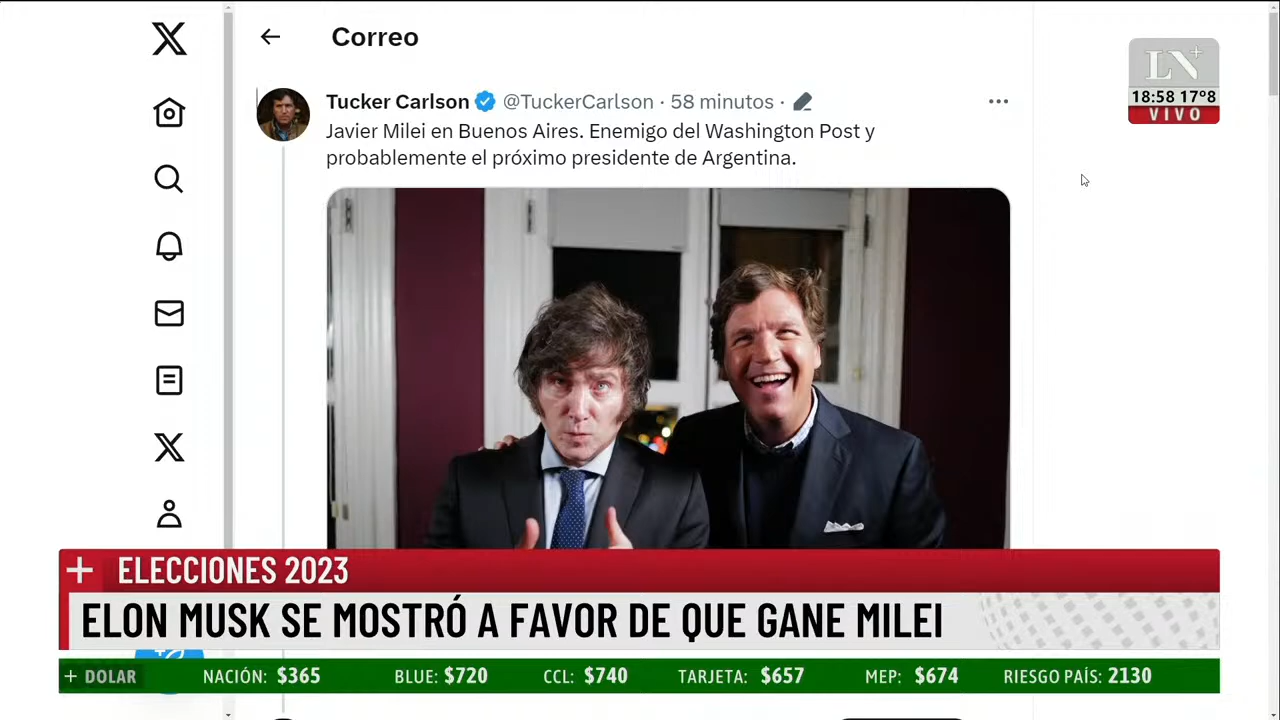 Correo
Tucker Carlson @TuckerCarlson · 58 minutos ·
Javier Milei en Buenos Aires. Enemigo del Washington Post y
probablemente el próximo presidente de Argentina.
LN+
18:58 17°8
VIVO
+ ELECCIONES 2023
ELON MUSK SE MOSTRÓ A FAVOR DE QUE GANE MILEI
+ DOLAR NACIÓN: $365 BLUE: $720 CCL: $740 TARJETA: $657 MEP: $674 RIESGO PAÍS: 2130